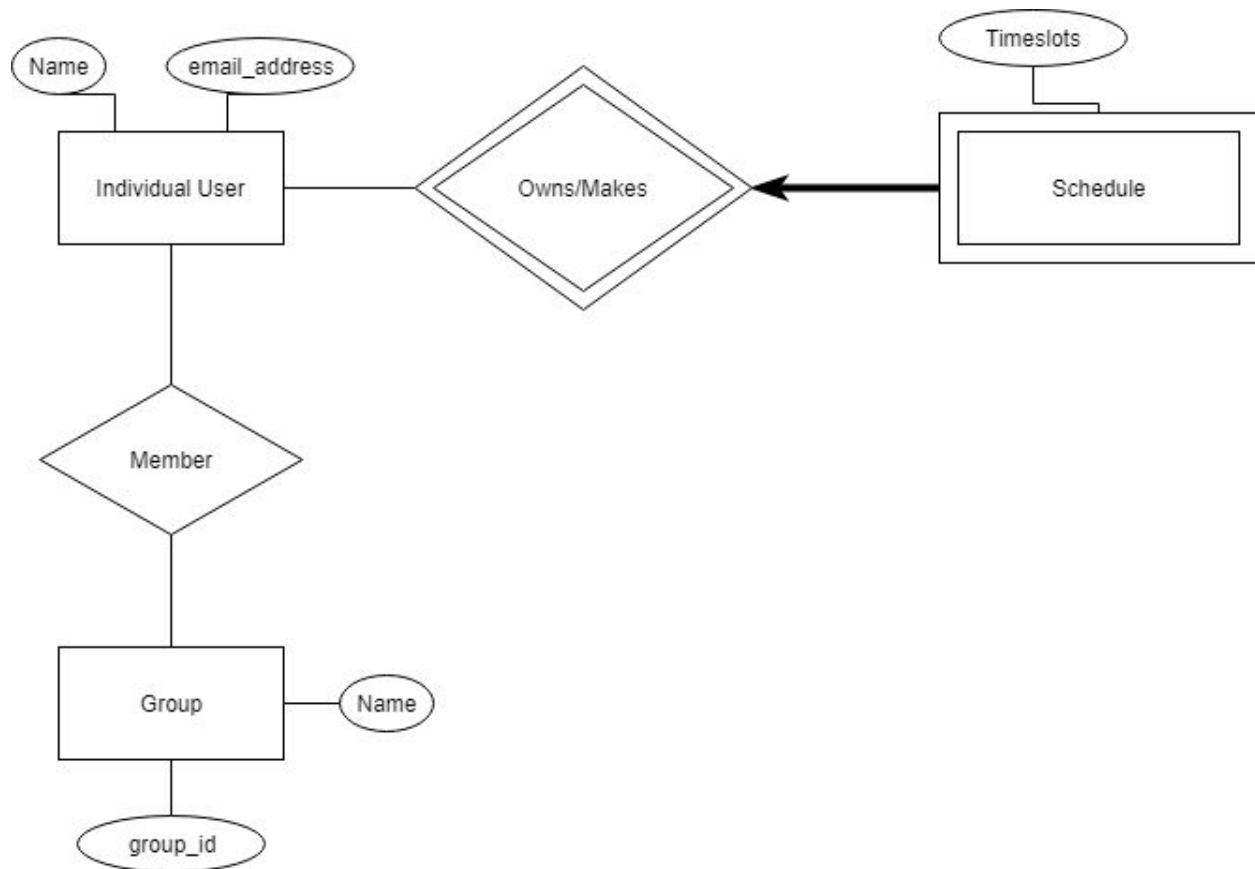 Timeslots
Name
email_address
Individual User
Owns/Makes
Schedule
Member
Group
Name
group_id